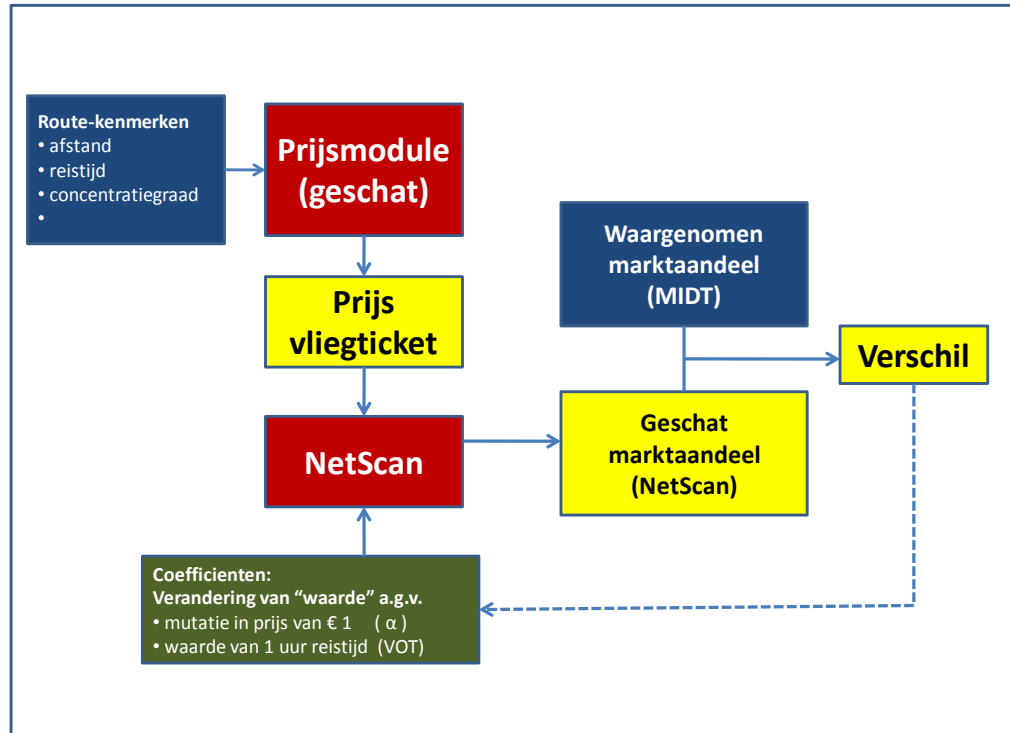 Route-kenmerken
• afstand
• reistijd
• concentratiegraad
•
Prijsmodule
(geschat)
Prijs
vliegticket
NetScan
Waargenomen
marktaandeel
(MIDT)
Geschat
marktaandeel
(NetScan)
Verschil
Coefficienten:
Verandering van “waarde” a.g.v.
• mutatie in prijs van € 1 ( α )
• waarde van 1 uur reistijd (VOT)